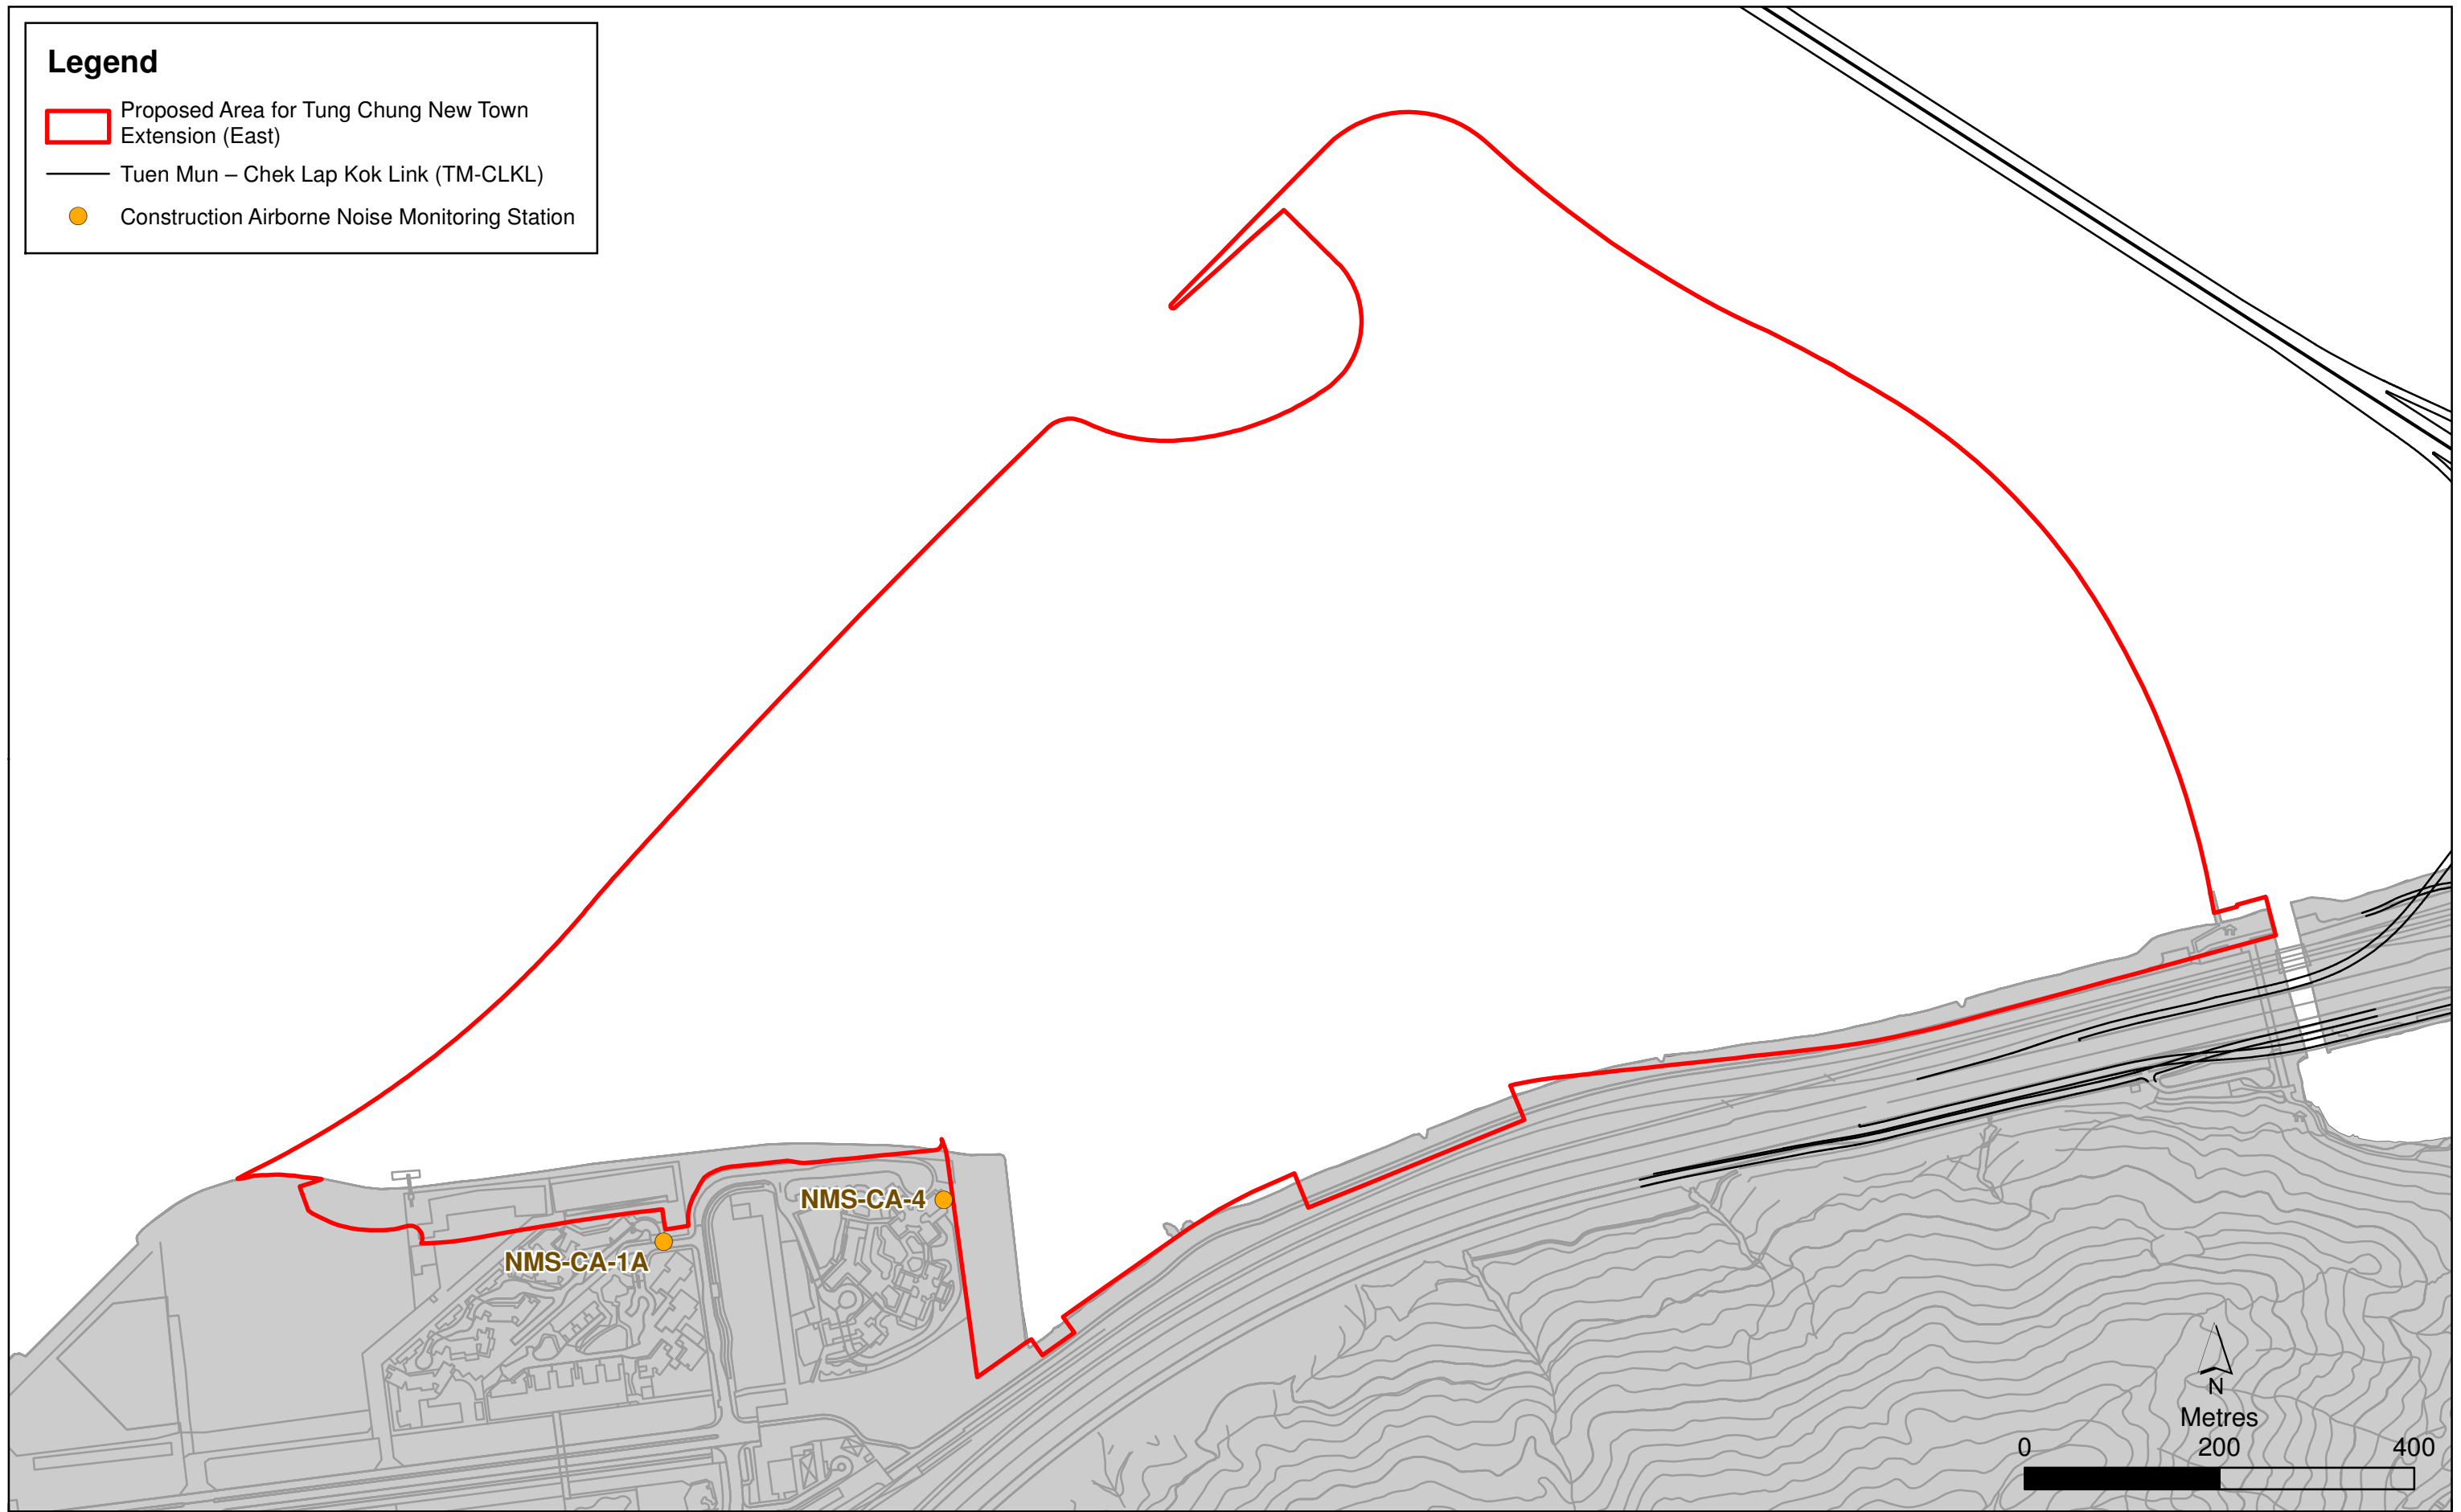 Legend
Proposed Area for Tung Chung New Town
Extension (East)
Tuen Mun – Chek Lap Kok Link (TM-CLKL)
Construction Airborne Noise Monitoring Station
NMS-CA-4
NMS-CA-1A
N
Metres
0 200 400